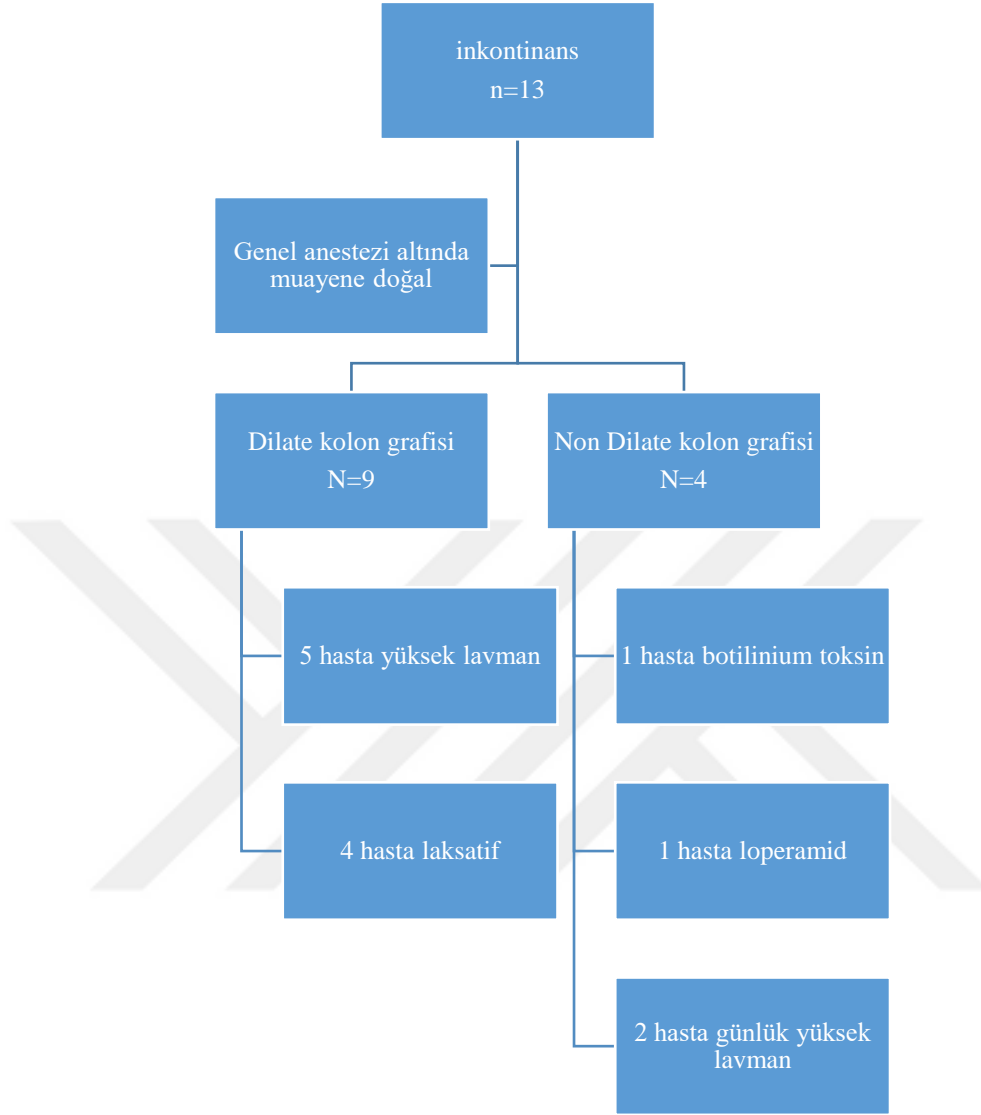 inkontinans
n=13
Genel anestezi altında
muayene doğal
Dilate kolon grafisi
N=9
Non Dilate kolon grafisi
N=4
5 hasta yüksek lavman
4 hasta laksatif
1 hasta botilinium toksin
1 hasta loperamid
2 hasta günlük yüksek
lavman